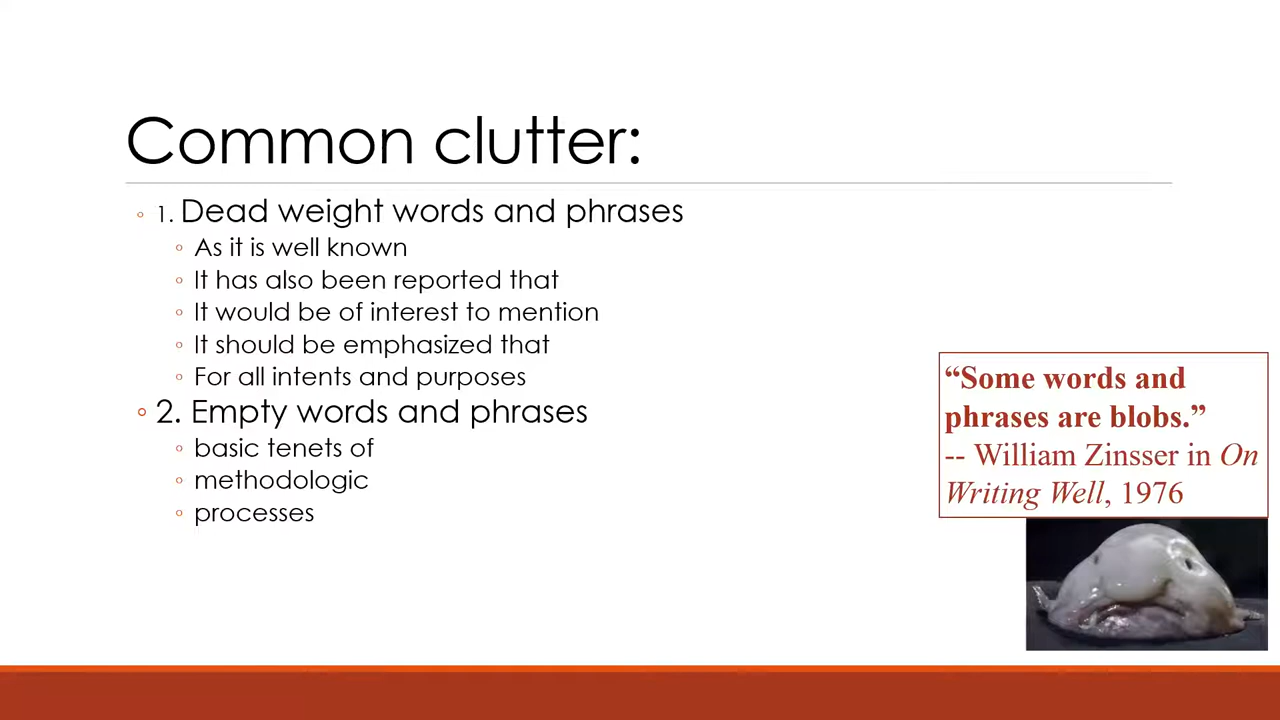 Common clutter:
1. Dead weight words and phrases
As it is well known
It has also been reported that
It would be of interest to mention
It should be emphasized that
For all intents and purposes
2. Empty words and phrases
basic tenets of
methodologic
processes
“Some words and
phrases are blobs.”
-- William Zinsser in On
Writing Well, 1976